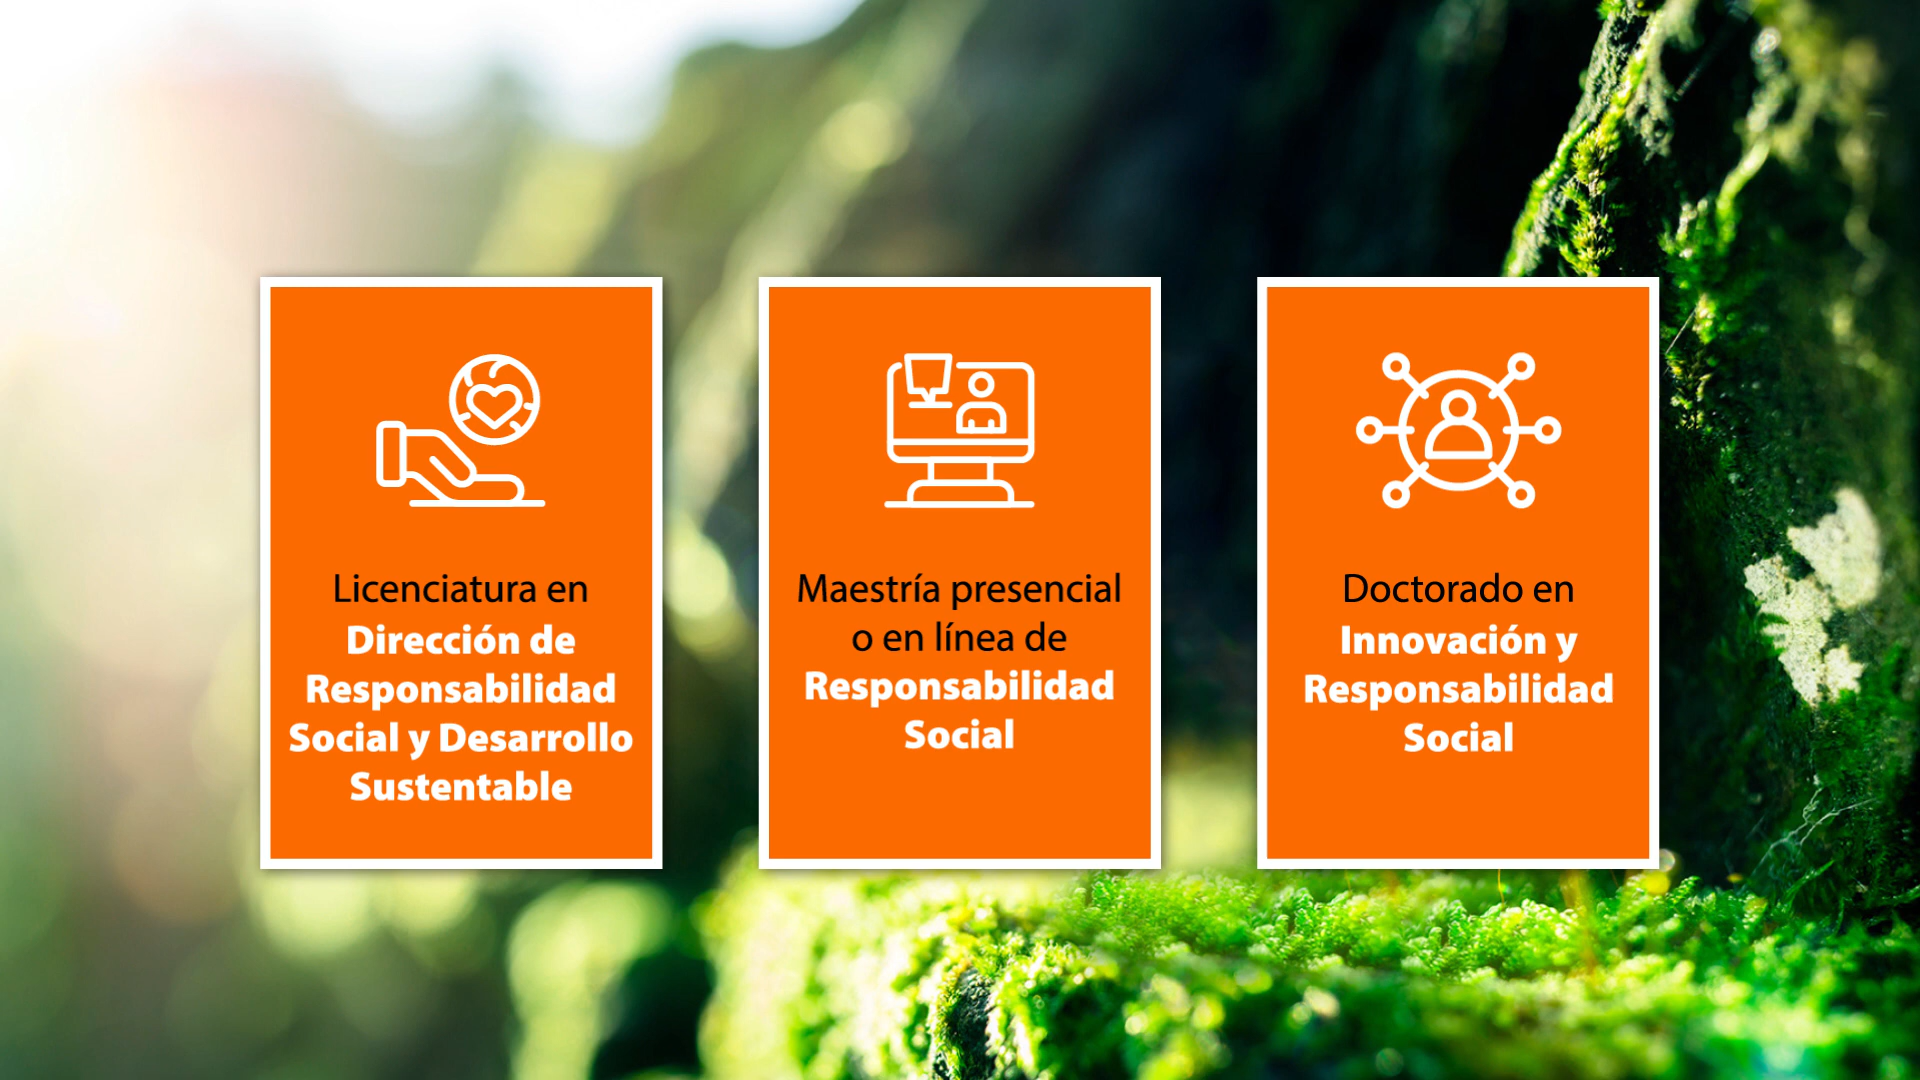 Licenciatura en
Dirección de
Responsabilidad
Social y Desarrollo
Sustentable
Maestría presencial
o en línea de
Responsabilidad
Social
Doctorado en
Innovación y
Responsabilidad
Social